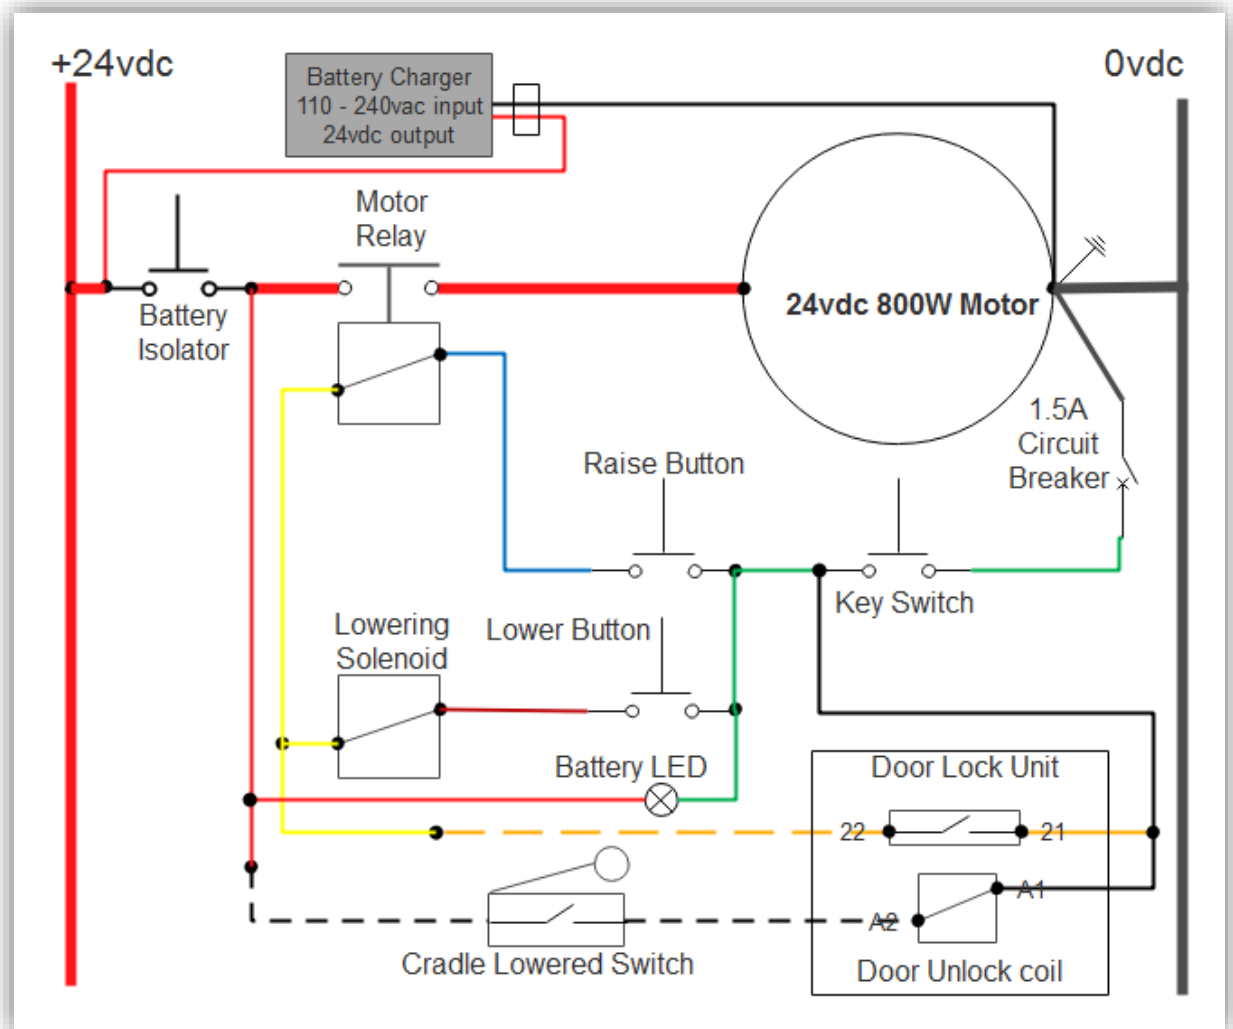 +24vdc
0vdc
Battery Charger
110 - 240vac input
24vdc output
Motor
Relay
Battery
Isolator
24vdc 800W Motor
1.5A
Circuit
Breaker
Raise Button
Key Switch
Lowering
Solenoid
Lower Button
Battery LED
Door Lock Unit
22
21
A1
A2
Cradle Lowered Switch
Door Unlock coil